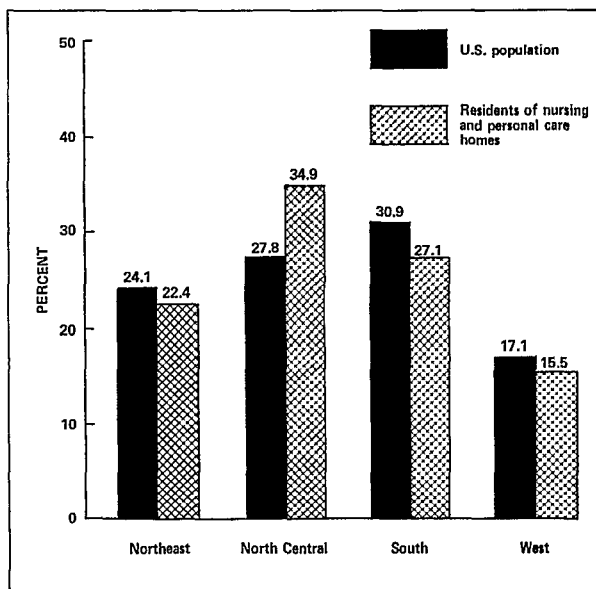 50
40
30
20
10
0
PERCENT
U.S. population
Residents of nursing
and personal care
homes
24.1
22.4
27.8
34.9
30.9
27.1
17.1
15.5
Northeast
North Central
South
West